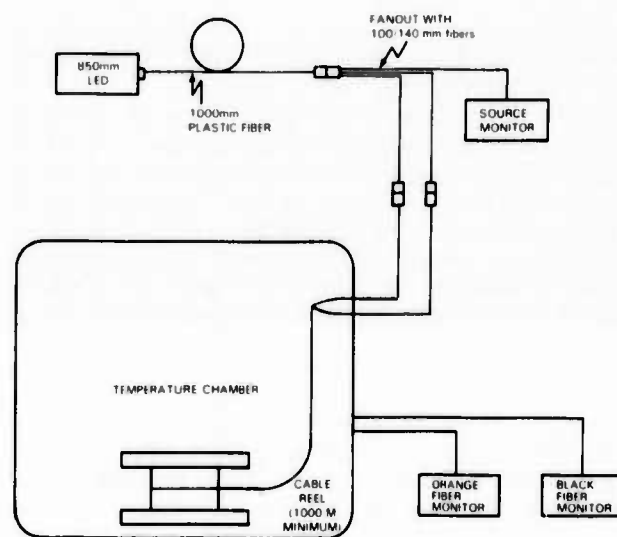 FANOUT WITH
100/140 mm fibers
850mm
LED
1000mm
PLASTIC FIBER
SOURCE
MONITOR
TEMPERATURE CHAMBER
CABLE
REEL
(1000 M
MINIMUM)
ORANGE
FIBER
MONITOR
BLACK
FIBER
MONITOR